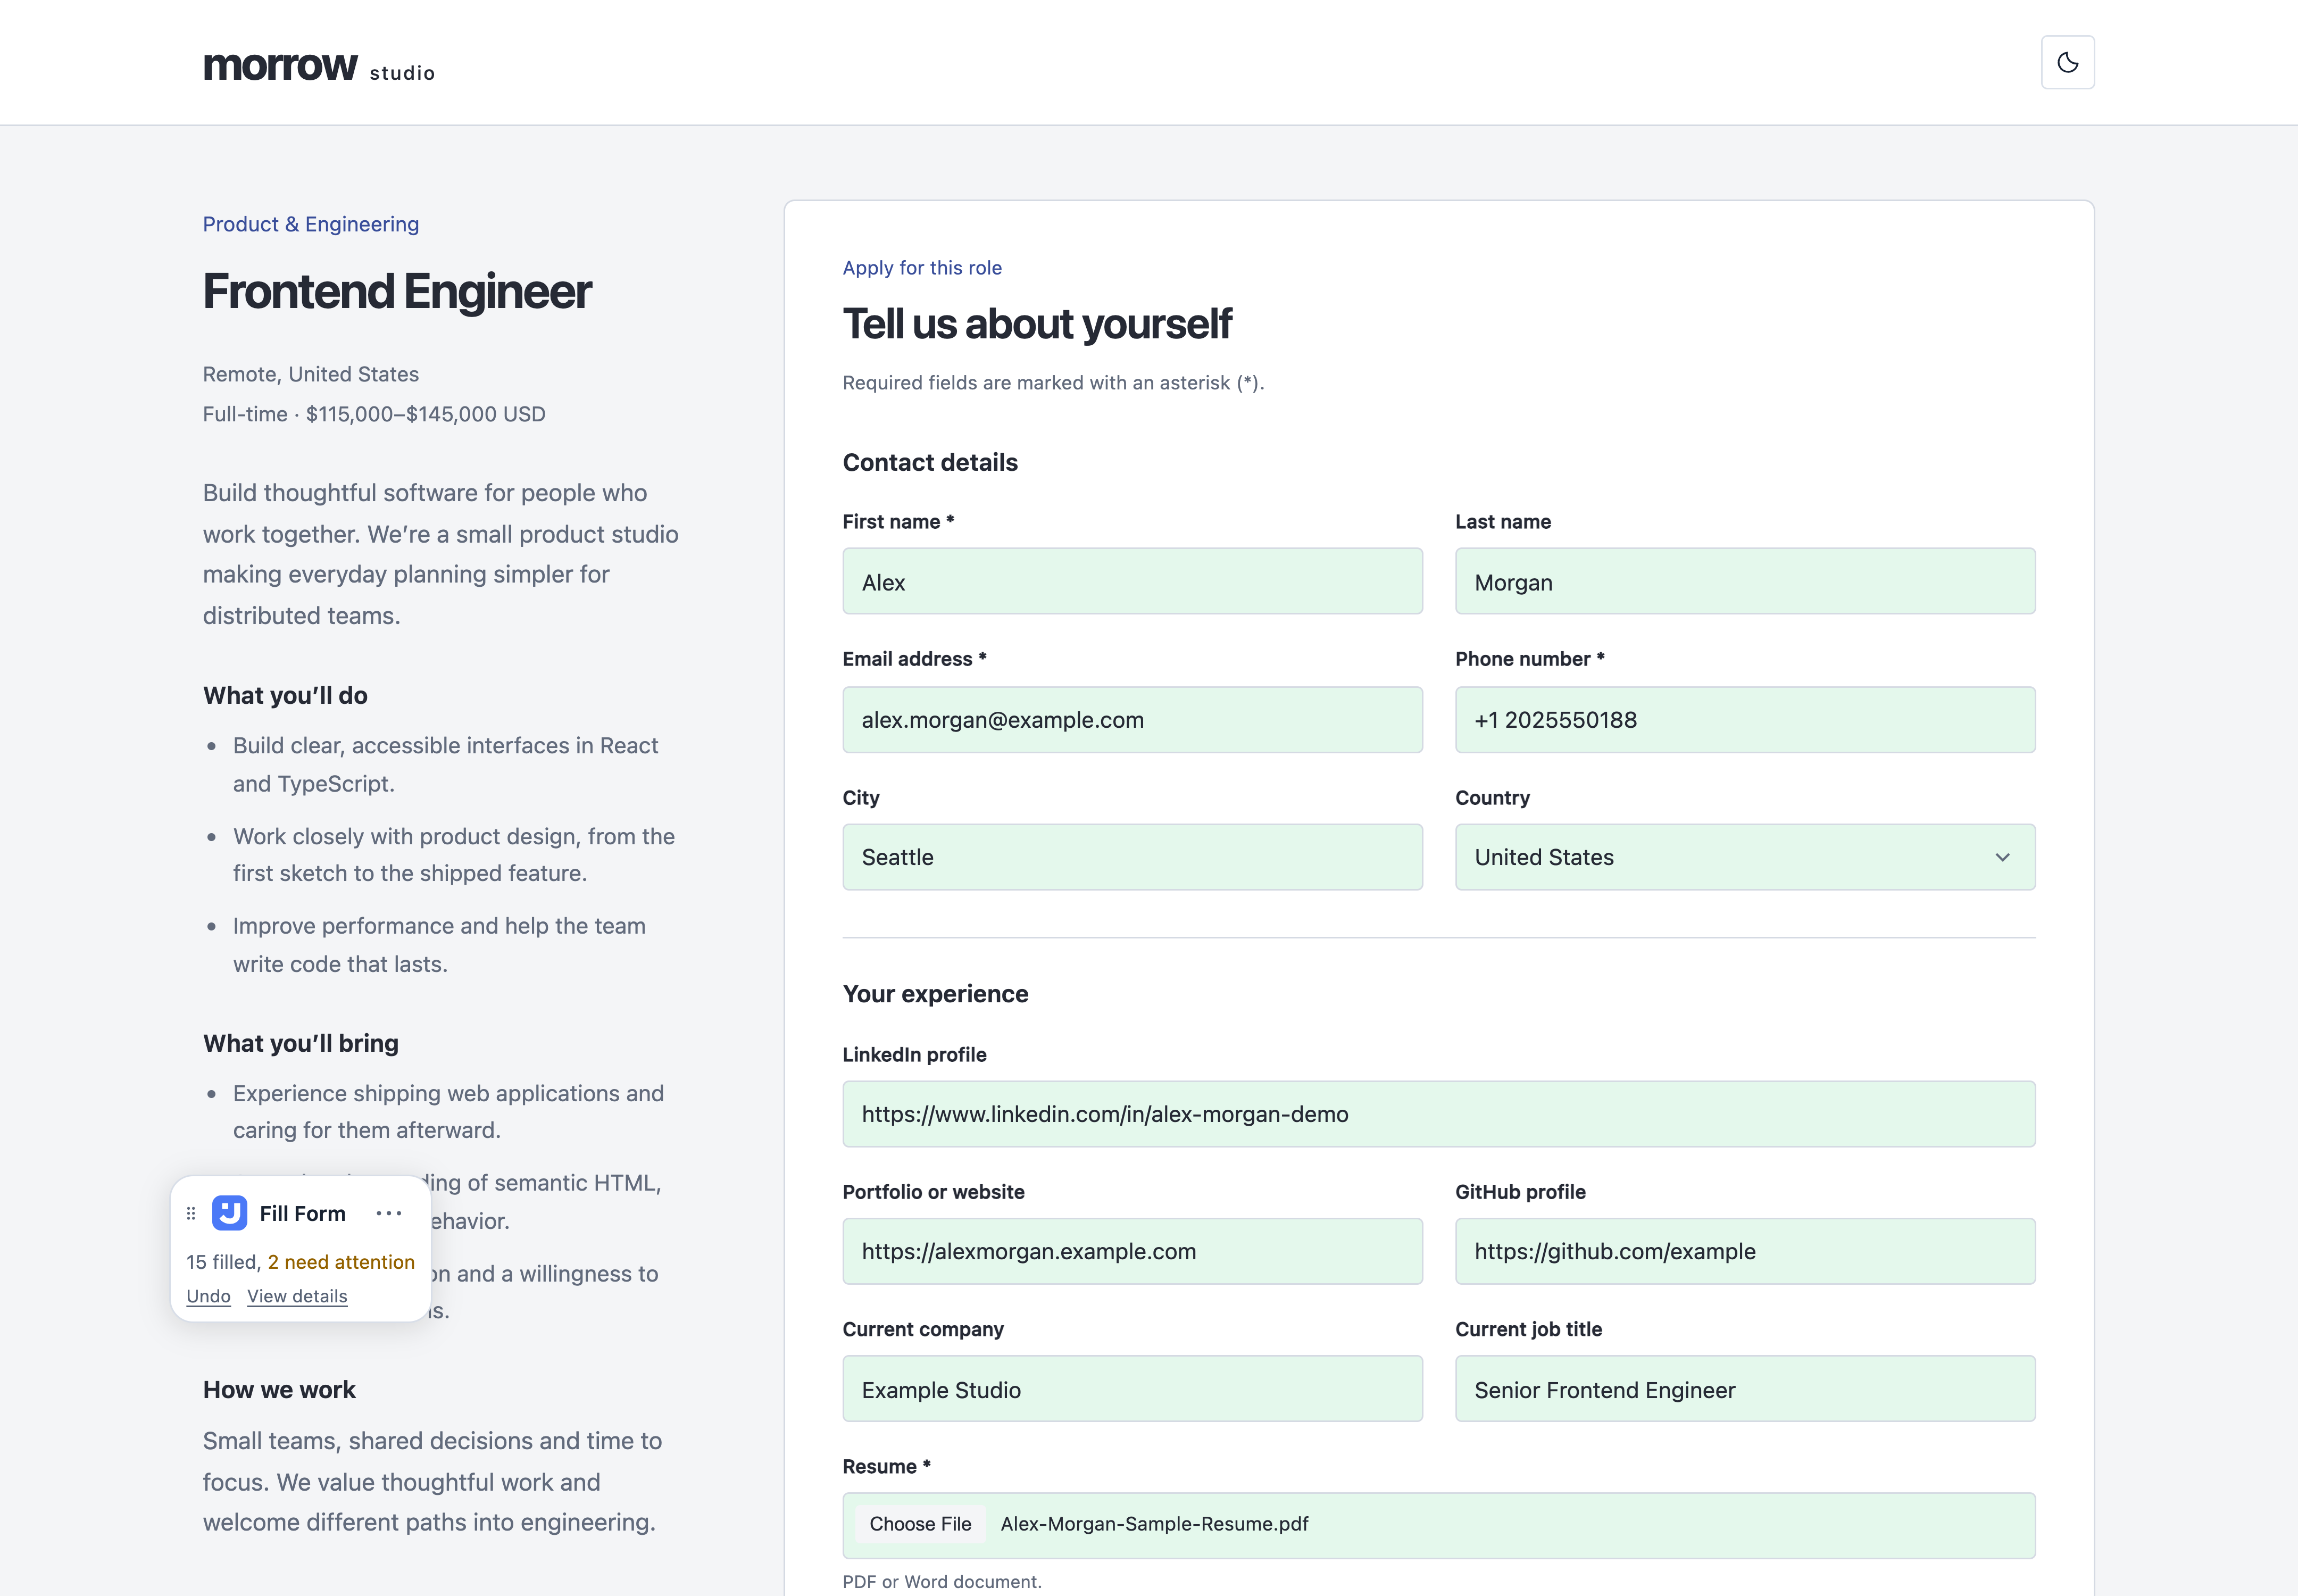 morrow studio
Product & Engineering
Frontend Engineer
Remote, United States
Full-time · $115,000–$145,000 USD
Build thoughtful software for people who
work together. We’re a small product studio
making everyday planning simpler for
distributed teams.
What you’ll do
• Build clear, accessible interfaces in React
and TypeScript.
• Work closely with product design, from the
first sketch to the shipped feature.
• Improve performance and help the team
write code that lasts.
What you’ll bring
• Experience shipping web applications and
caring for them afterward.
of semantic HTML,
Fill Form
15 filled, 2 need attention
and a willingness to
Undo View details
How we work
Small teams, shared decisions and time to
focus. We value thoughtful work and
welcome different paths into engineering.
Apply for this role
Tell us about yourself
Required fields are marked with an asterisk (*).
Contact details
First name * Last name
Alex Morgan
Email address * Phone number *
alex.morgan@example.com +1 2025550188
City Country
Seattle United States
Your experience
LinkedIn profile
https://www.linkedin.com/in/alex-morgan-demo
Portfolio or website GitHub profile
https://alexmorgan.example.com https://github.com/example
Current company Current job title
Example Studio Senior Frontend Engineer
Resume *
Choose File Alex-Morgan-Sample-Resume.pdf
PDF or Word document.